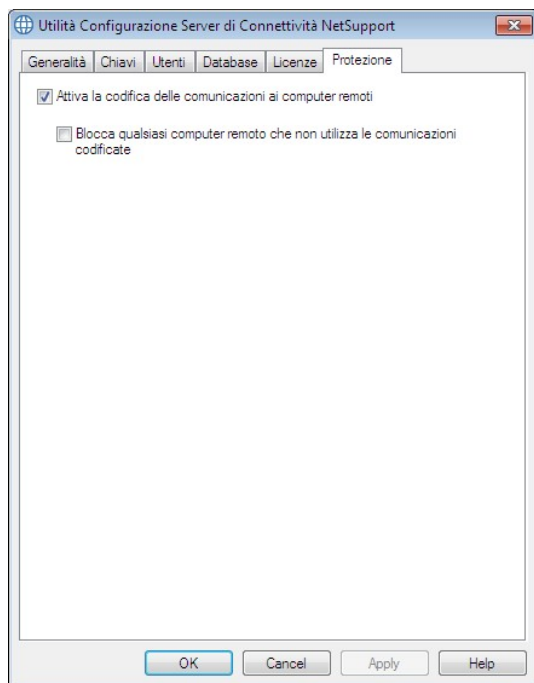 Utilità Configurazione Server di Connettività NetSupport
Generalità Chiavi Utenti Database Licenze Protezione
Attiva la codifica delle comunicazioni ai computer remoti
Blocca qualsiasi computer remoto che non utilizza le comunicazioni
codificate
OK Cancel Apply Help